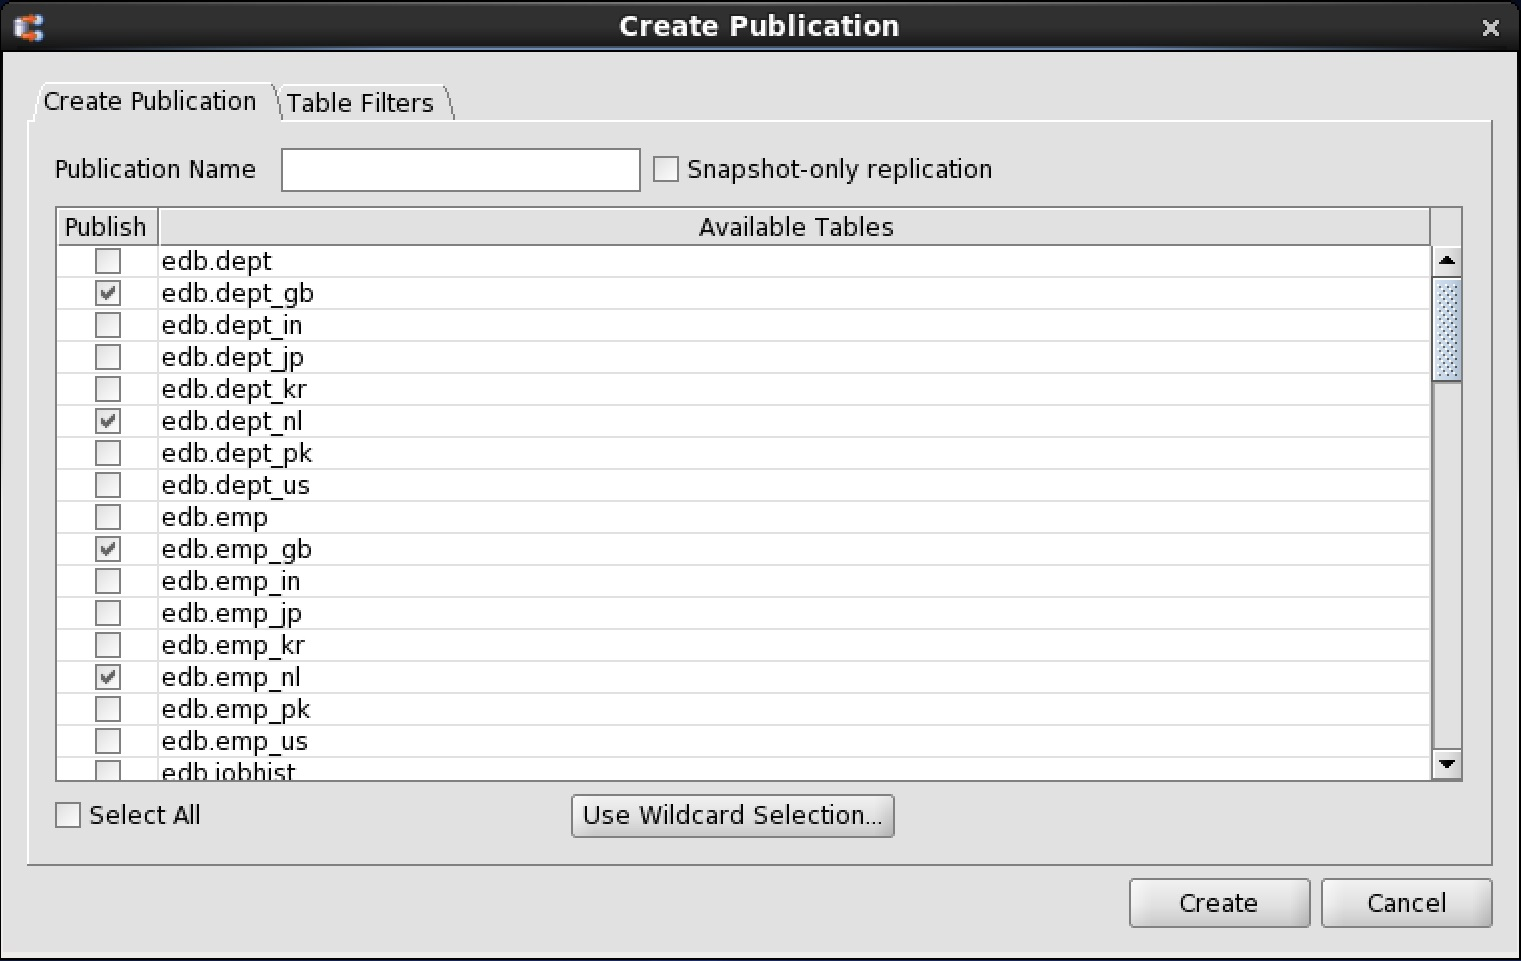 Create Publication
Create Publication Table Filters
Publication Name Snapshot-only replication
Publish Available Tables
edb.dept
edb.dept_gb
edb.dept_in
edb.dept_jp
edb.dept_kr
edb.dept_nl
edb.dept_pk
edb.dept_us
edb.emp
edb.emp_gb
edb.emp_in
edb.emp_jp
edb.emp_kr
edb.emp_nl
edb.emp_pk
edb.emp_us
edb.jobhist
Select All Use Wildcard Selection...
Create Cancel